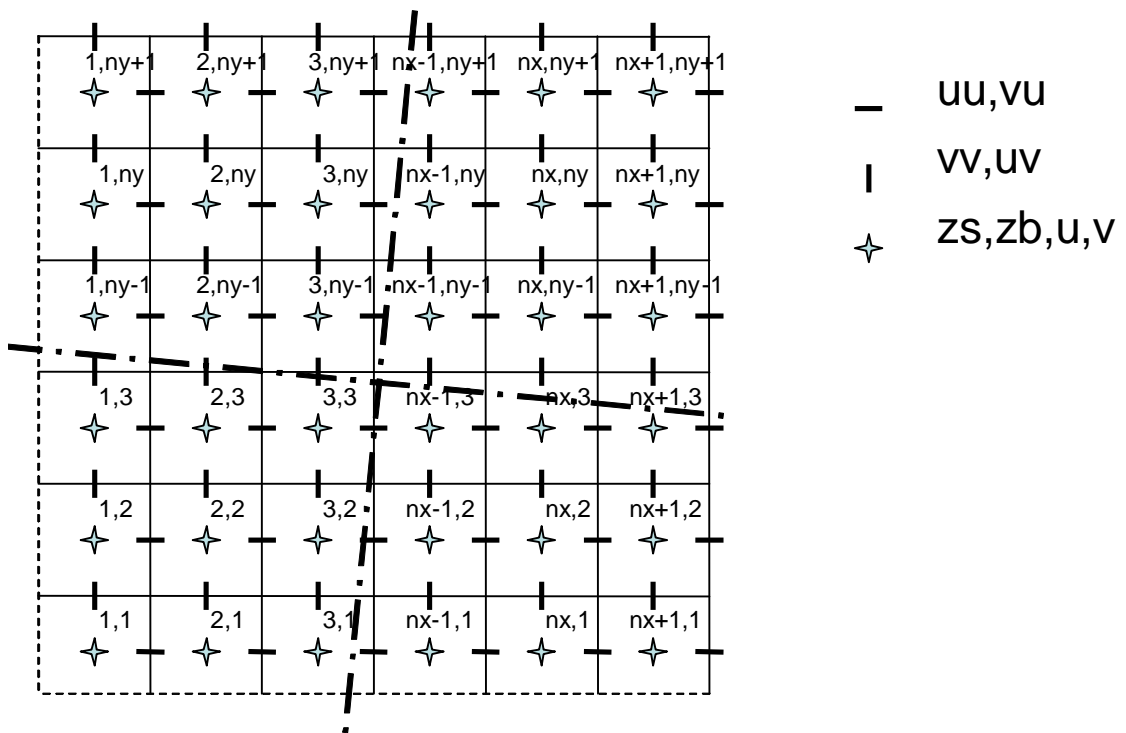 1,ny+1 2,ny+1 3,ny+1 nx-1,ny+1 nx,ny+1 nx+1,ny+1
1,ny 2,ny 3,ny nx-1,ny nx,ny nx+1,ny
1,ny-1 2,ny-1 3,ny-1 nx-1,ny-1 nx,ny-1 nx+1,ny-1
1,3 2,3 3,3 nx-1,3 nx,3 nx+1,3
1,2 2,2 3,2 nx-1,2 nx,2 nx+1,2
1,1 2,1 3,1 nx-1,1 nx,1 nx+1,1
uu,vu
vv,uv
zs,zb,u,v